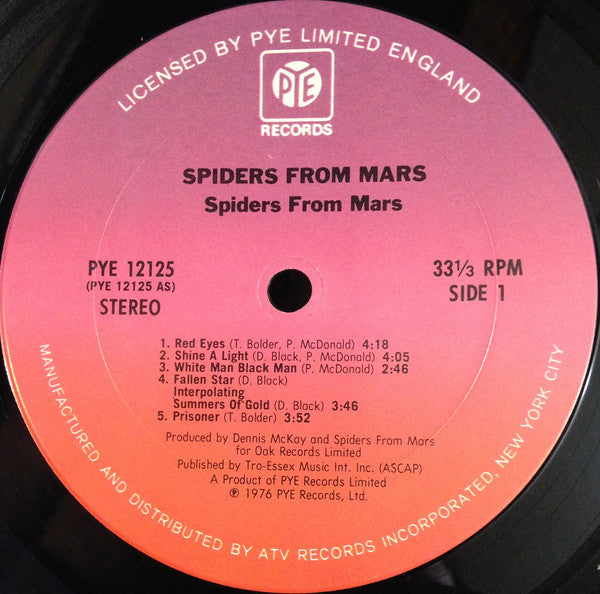 LICENSED BY PYE LIMITED ENGLAND
PYE
RECORDS
SPIDERS FROM MARS
Spiders From Mars
PYE 12125
(PYE 12125 AS)
STEREO
33⅓ RPM
SIDE 1
1. Red Eyes (T. Bolder, P. McDonald) 4:18
2. Shine A Light (D. Black, P. McDonald) 4:05
3. White Man Black Man (P. McDonald) 2:46
4. Fallen Star (D. Black)
Interpolating
Summers Of Gold (D. Black) 3:46
5. Prisoner (T. Bolder) 3:52
Produced by Dennis McKay and Spiders From Mars
for Oak Records Limited
Published by Tro-Essex Music Int. Inc. (ASCAP)
A Product of PYE Records Limited
℗ 1976 PYE Records, Ltd.
MANUFACTURED AND DISTRIBUTED BY ATV RECORDS INCORPORATED, NEW YORK CITY